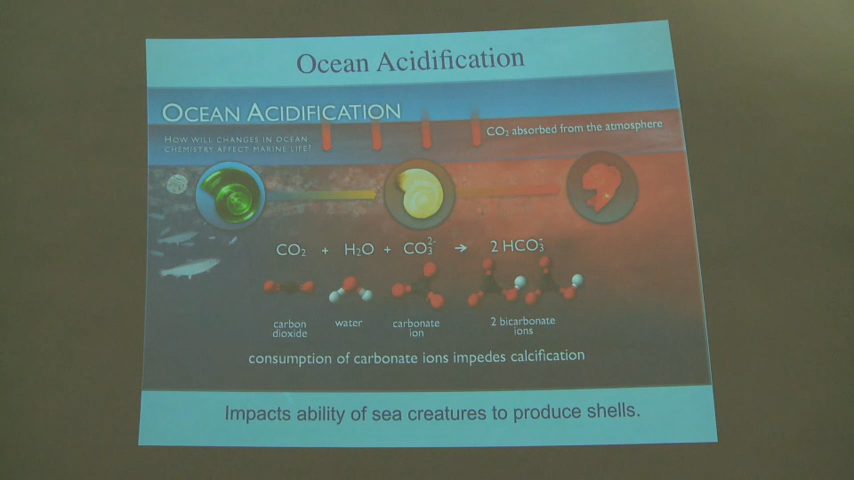 Ocean Acidification
OCEAN ACIDIFICATION
HOW WILL CHANGES IN OCEAN
CHEMISTRY AFFECT MARINE LIFE?
CO₂ absorbed from the atmosphere
CO₂ + H₂O + CO₃²⁻ → 2 HCO₃⁻
carbon dioxide water carbonate ion 2 bicarbonate ions
consumption of carbonate ions impedes calcification
Impacts ability of sea creatures to produce shells.